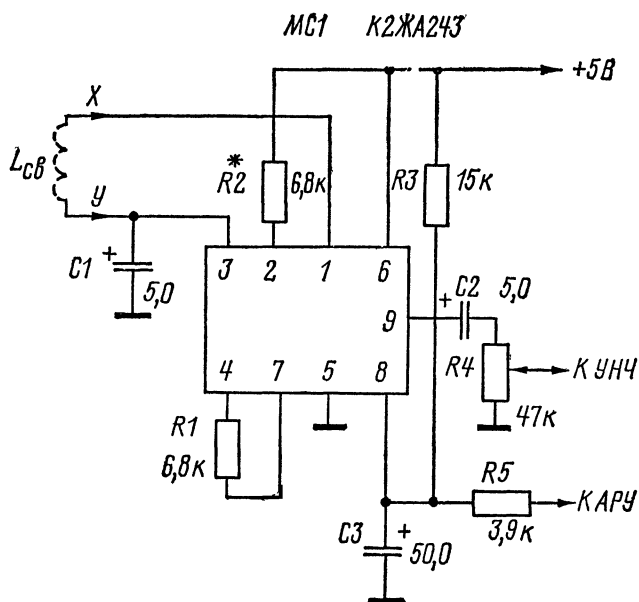 МС1 К2ЖА243
+5В
X
Lсв
У
*
R2
6,8к
R3
15к
C1
+
5,0
3 2 1 6
9
+
C2
5,0
R4
К УНЧ
47к
4 7 5 8
R1
6,8к
R5
К АРУ
3,9к
C3
+
50,0